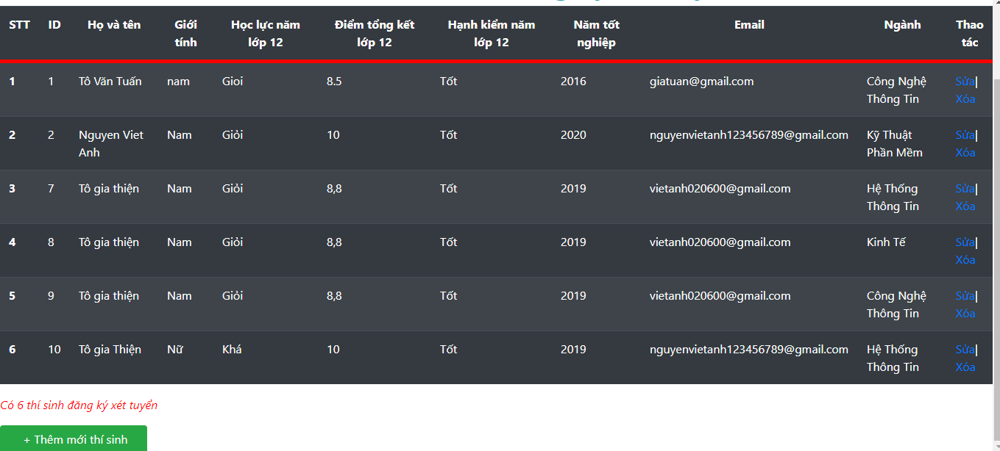 STT ID Họ và tên Giới tính Học lực năm lớp 12 Điểm tổng kết lớp 12 Hạnh kiểm năm lớp 12 Năm tốt nghiệp Email Ngành Thao tác
1 1 Tô Văn Tuấn nam Gioi 8.5 Tốt 2016 giatuan@gmail.com Công Nghệ Thông Tin Sửa| Xóa
2 2 Nguyen Viet Anh Nam Giỏi 10 Tốt 2020 nguyenvietanh123456789@gmail.com Kỹ Thuật Phần Mềm Sửa| Xóa
3 7 Tô gia thiện Nam Giỏi 8,8 Tốt 2019 vietanh020600@gmail.com Hệ Thống Thông Tin Sửa| Xóa
4 8 Tô gia thiện Nam Giỏi 8,8 Tốt 2019 vietanh020600@gmail.com Kinh Tế Sửa| Xóa
5 9 Tô gia thiện Nam Giỏi 8,8 Tốt 2019 vietanh020600@gmail.com Công Nghệ Thông Tin Sửa| Xóa
6 10 Tô gia Thiện Nữ Khá 10 Tốt 2019 nguyenvietanh123456789@gmail.com Hệ Thống Thông Tin Sửa| Xóa
Có 6 thí sinh đăng ký xét tuyển
+ Thêm mới thí sinh